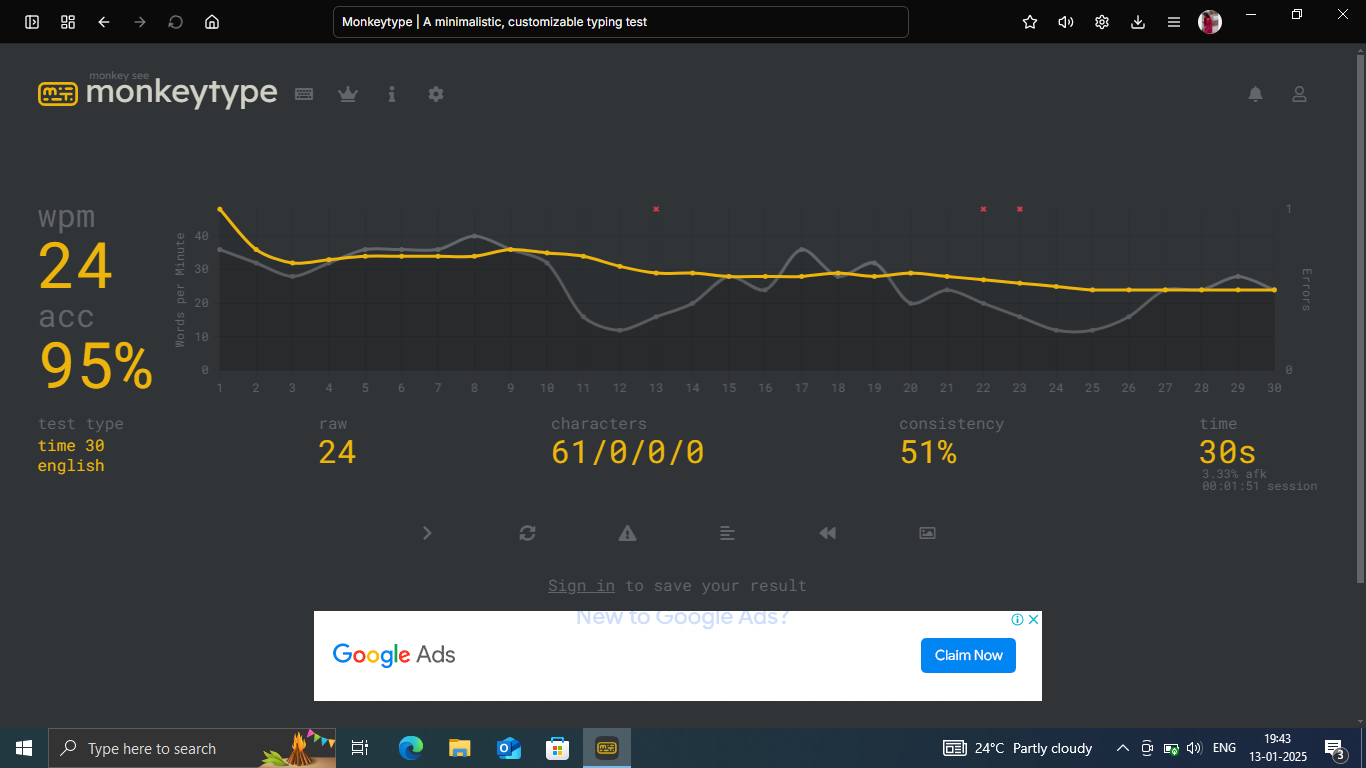 Monkeytype | A minimalistic, customizable typing test
monkey see
monkeytype
wpm
24
acc
95%
Words per Minute
40
30
20
10
0
1 2 3 4 5 6 7 8 9 10 11 12 13 14 15 16 17 18 19 20 21 22 23 24 25 26 27 28 29 30
1
Errors
0
test type
time 30
english
raw
24
characters
61/0/0/0
consistency
51%
time
30s
3.33% afk
00:01:51 session
Sign in to save your result
New to Google Ads?
Google Ads
Claim Now
Type here to search
24°C Partly cloudy
ENG
19:43
13-01-2025
3